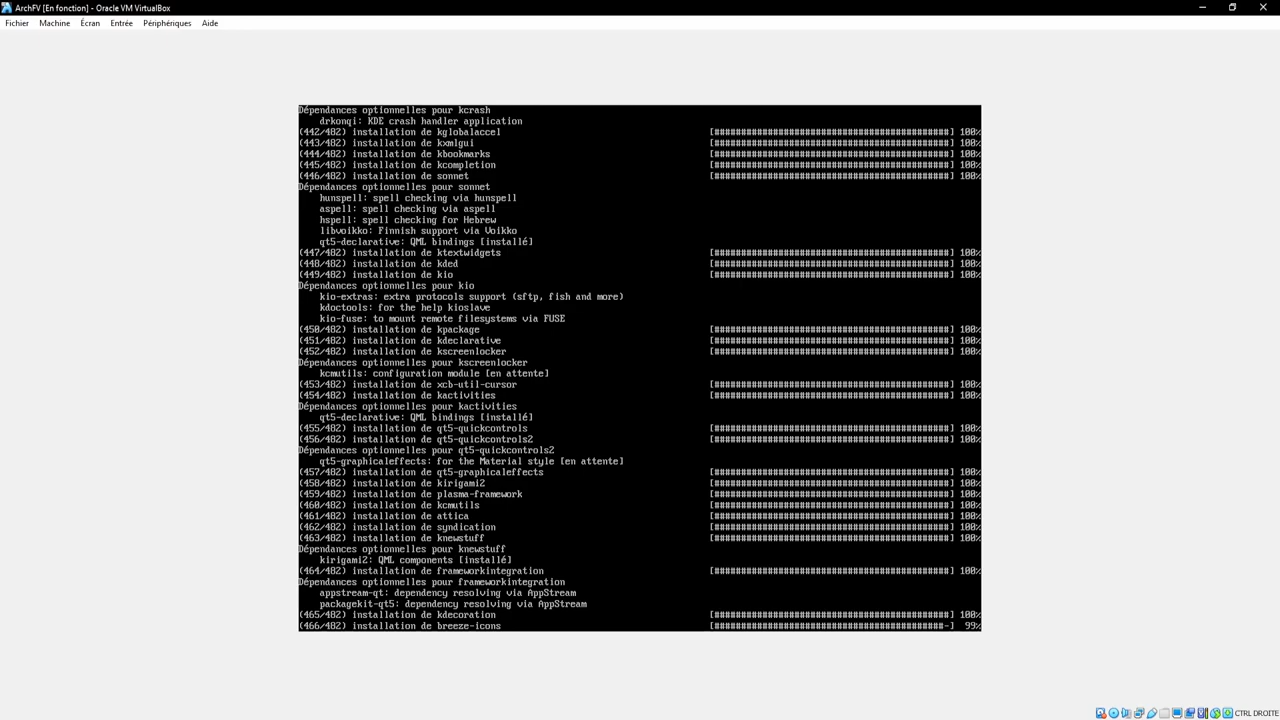 ArchFV [En fonction] - Oracle VM VirtualBox
Fichier Machine Écran Entrée Périphériques Aide
Dépendances optionnelles pour kcrash
drkonqi: KDE crash handler application
(442/482) installation de kglobalaccel [############################################] 100%
(443/482) installation de kxmlgui [############################################] 100%
(444/482) installation de kbookmarks [############################################] 100%
(445/482) installation de kcompletion [############################################] 100%
(446/482) installation de sonnet [############################################] 100%
Dépendances optionnelles pour sonnet
hunspell: spell checking via hunspell
aspell: spell checking via aspell
hspell: spell checking for Hebrew
libvoikko: Finnish support via Voikko
qt5-declarative: QML bindings [installé]
(447/482) installation de ktextwidgets [############################################] 100%
(448/482) installation de kded [############################################] 100%
(449/482) installation de kio [############################################] 100%
Dépendances optionnelles pour kio
kio-extras: extra protocols support (sftp, fish and more)
kdoctools: for the help kioslave
kio-fuse: to mount remote filesystems via FUSE
(450/482) installation de kpackage [############################################] 100%
(451/482) installation de kdeclarative [############################################] 100%
(452/482) installation de kscreenlocker [############################################] 100%
Dépendances optionnelles pour kscreenlocker
kcmutils: configuration module [en attente]
(453/482) installation de xcb-util-cursor [############################################] 100%
(454/482) installation de kactivities [############################################] 100%
Dépendances optionnelles pour kactivities
qt5-declarative: QML bindings [installé]
(455/482) installation de qt5-quickcontrols [############################################] 100%
(456/482) installation de qt5-quickcontrols2 [############################################] 100%
Dépendances optionnelles pour qt5-quickcontrols2
qt5-graphicaleffects: for the Material style [en attente]
(457/482) installation de qt5-graphicaleffects [############################################] 100%
(458/482) installation de kirigami2 [############################################] 100%
(459/482) installation de plasma-framework [############################################] 100%
(460/482) installation de kcmutils [############################################] 100%
(461/482) installation de attica [############################################] 100%
(462/482) installation de syndication [############################################] 100%
(463/482) installation de knewstuff [############################################] 100%
Dépendances optionnelles pour knewstuff
kirigami2: QML components [installé]
(464/482) installation de frameworkintegration [############################################] 100%
Dépendances optionnelles pour frameworkintegration
appstream-qt: dependency resolving via AppStream
packagekit-qt5: dependency resolving via AppStream
(465/482) installation de kdecoration [############################################] 100%
(466/482) installation de breeze-icons [###########################################-] 99%
CTRL DROITE